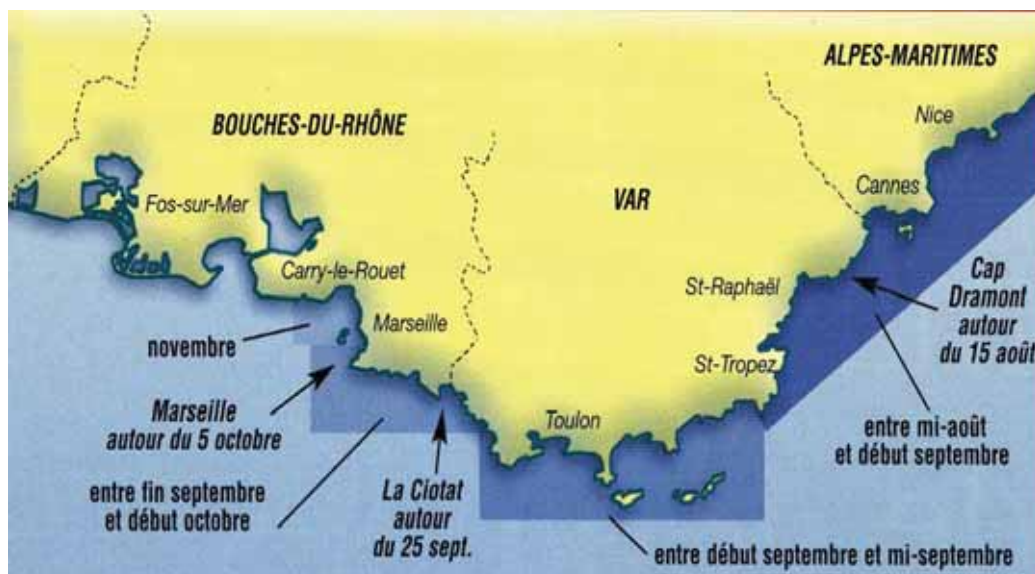 ALPES-MARITIMES
Nice
BOUCHES-DU-RHÔNE
Cannes
Fos-sur-Mer
VAR
Carry-le-Rouet
St-Raphaël
Cap
Dramont
autour
du 15 août
Marseille
novembre
St-Tropez
Marseille
autour du 5 octobre
Toulon
entre mi-août
et début septembre
entre fin septembre
et début octobre
La Ciotat
autour
du 25 sept.
entre début septembre et mi-septembre